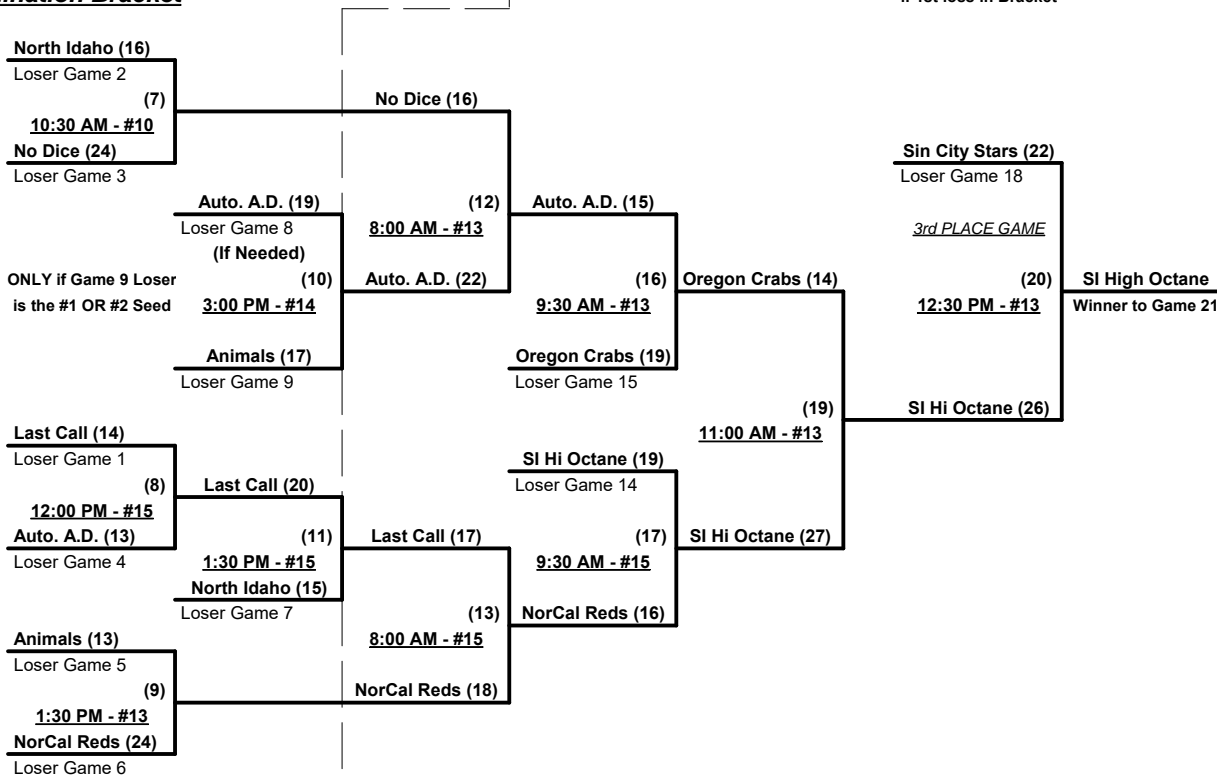 North Idaho (16)
Loser Game 2
(7)
10:30 AM - #10
No Dice (24)
Loser Game 3
No Dice (16)
Auto. A.D. (19)
Loser Game 8
(If Needed)
ONLY if Game 9 Loser
is the #1 OR #2 Seed
(10)
3:00 PM - #14
Animals (17)
Loser Game 9
(12)
8:00 AM - #13
Auto. A.D. (22)
Auto. A.D. (15)
(16)
9:30 AM - #13
Oregon Crabs (19)
Loser Game 15
Oregon Crabs (14)
Last Call (14)
Loser Game 1
(8)
12:00 PM - #15
Auto. A.D. (13)
Loser Game 4
Last Call (20)
(11)
1:30 PM - #15
North Idaho (15)
Loser Game 7
Last Call (17)
Animals (13)
Loser Game 5
(9)
1:30 PM - #13
NorCal Reds (24)
Loser Game 6
(13)
8:00 AM - #15
NorCal Reds (18)
SI Hi Octane (19)
Loser Game 14
(17)
9:30 AM - #15
NorCal Reds (16)
SI Hi Octane (27)
(19)
11:00 AM - #13
Sin City Stars (22)
Loser Game 18
3rd PLACE GAME
(20)
12:30 PM - #13
SI Hi Octane (26)
SI High Octane
Winner to Game 21